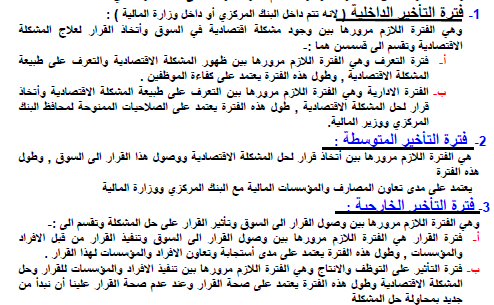 1- فترة التأخير الداخلية ( لانه تتم داخل البنك المركزي أو داخل وزارة المالية ) :
وهي الفترة اللازم مرورها بين وجود مشكلة اقتصادية في السوق وأتخاذ القرار لعلاج المشكلة
الاقتصادية وتقسم الى قسمسن هما :-
أ- فترة التعرف وهي الفترة اللازم مرورها بين ظهور المشكلة الاقتصادية والتعرف على طبيعة
المشكلة الاقتصادية , وطول هذه الفترة يعتمد على كفاءة الموظفين .
ب- الفترة الادارية وهي الفترة اللازم مرورها بين التعرف على طبيعة المشكلة الاقتصادية وأتخاذ
قرار لحل المشكلة الاقتصادية , طول هذه الفترة يعتمد على الصلاحيات الممنوحة لمحافظ البنك
المركزي ووزير المالية.
2- فترة التأخير المتوسطة :
هي الفترة اللازم مرورها بين أتخاذ قرار لحل المشكلة الاقتصادية ووصول هذا القرار الى السوق , وطول
هذه الفترة
يعتمد على مدى تعاون المصارف والمؤسسات المالية مع البنك المركزي ووزارة المالية
3- فترة التأخير الخارجية :
وهي الفترة اللازم مرورها بين وصول القرار الى السوق وتأثير القرار على حل المشكلة وتقسم الى :-
أ- فترة القرار هي الفترة اللازم مرورها بين وصول القرار الى السوق وتنفيذ القرار من قبل الافراد
والمؤسسات , وطول هذه الفترة يعتمد على مدى أستجابة وتعاون الافراد والمؤسسات لهذا القرار .
ب- فترة التأثير على التوظف والانتاج وهي الفترة اللازم مرورها بين تنفيذ الافراد والمؤسسات للقرار وحل
المشكلة الاقتصادية وطول هذه الفترة يعتمد على صحة القرار وعند عدم صحة القرار علينا أن نبدأ من
جديد بمحاولة حل المشكلة